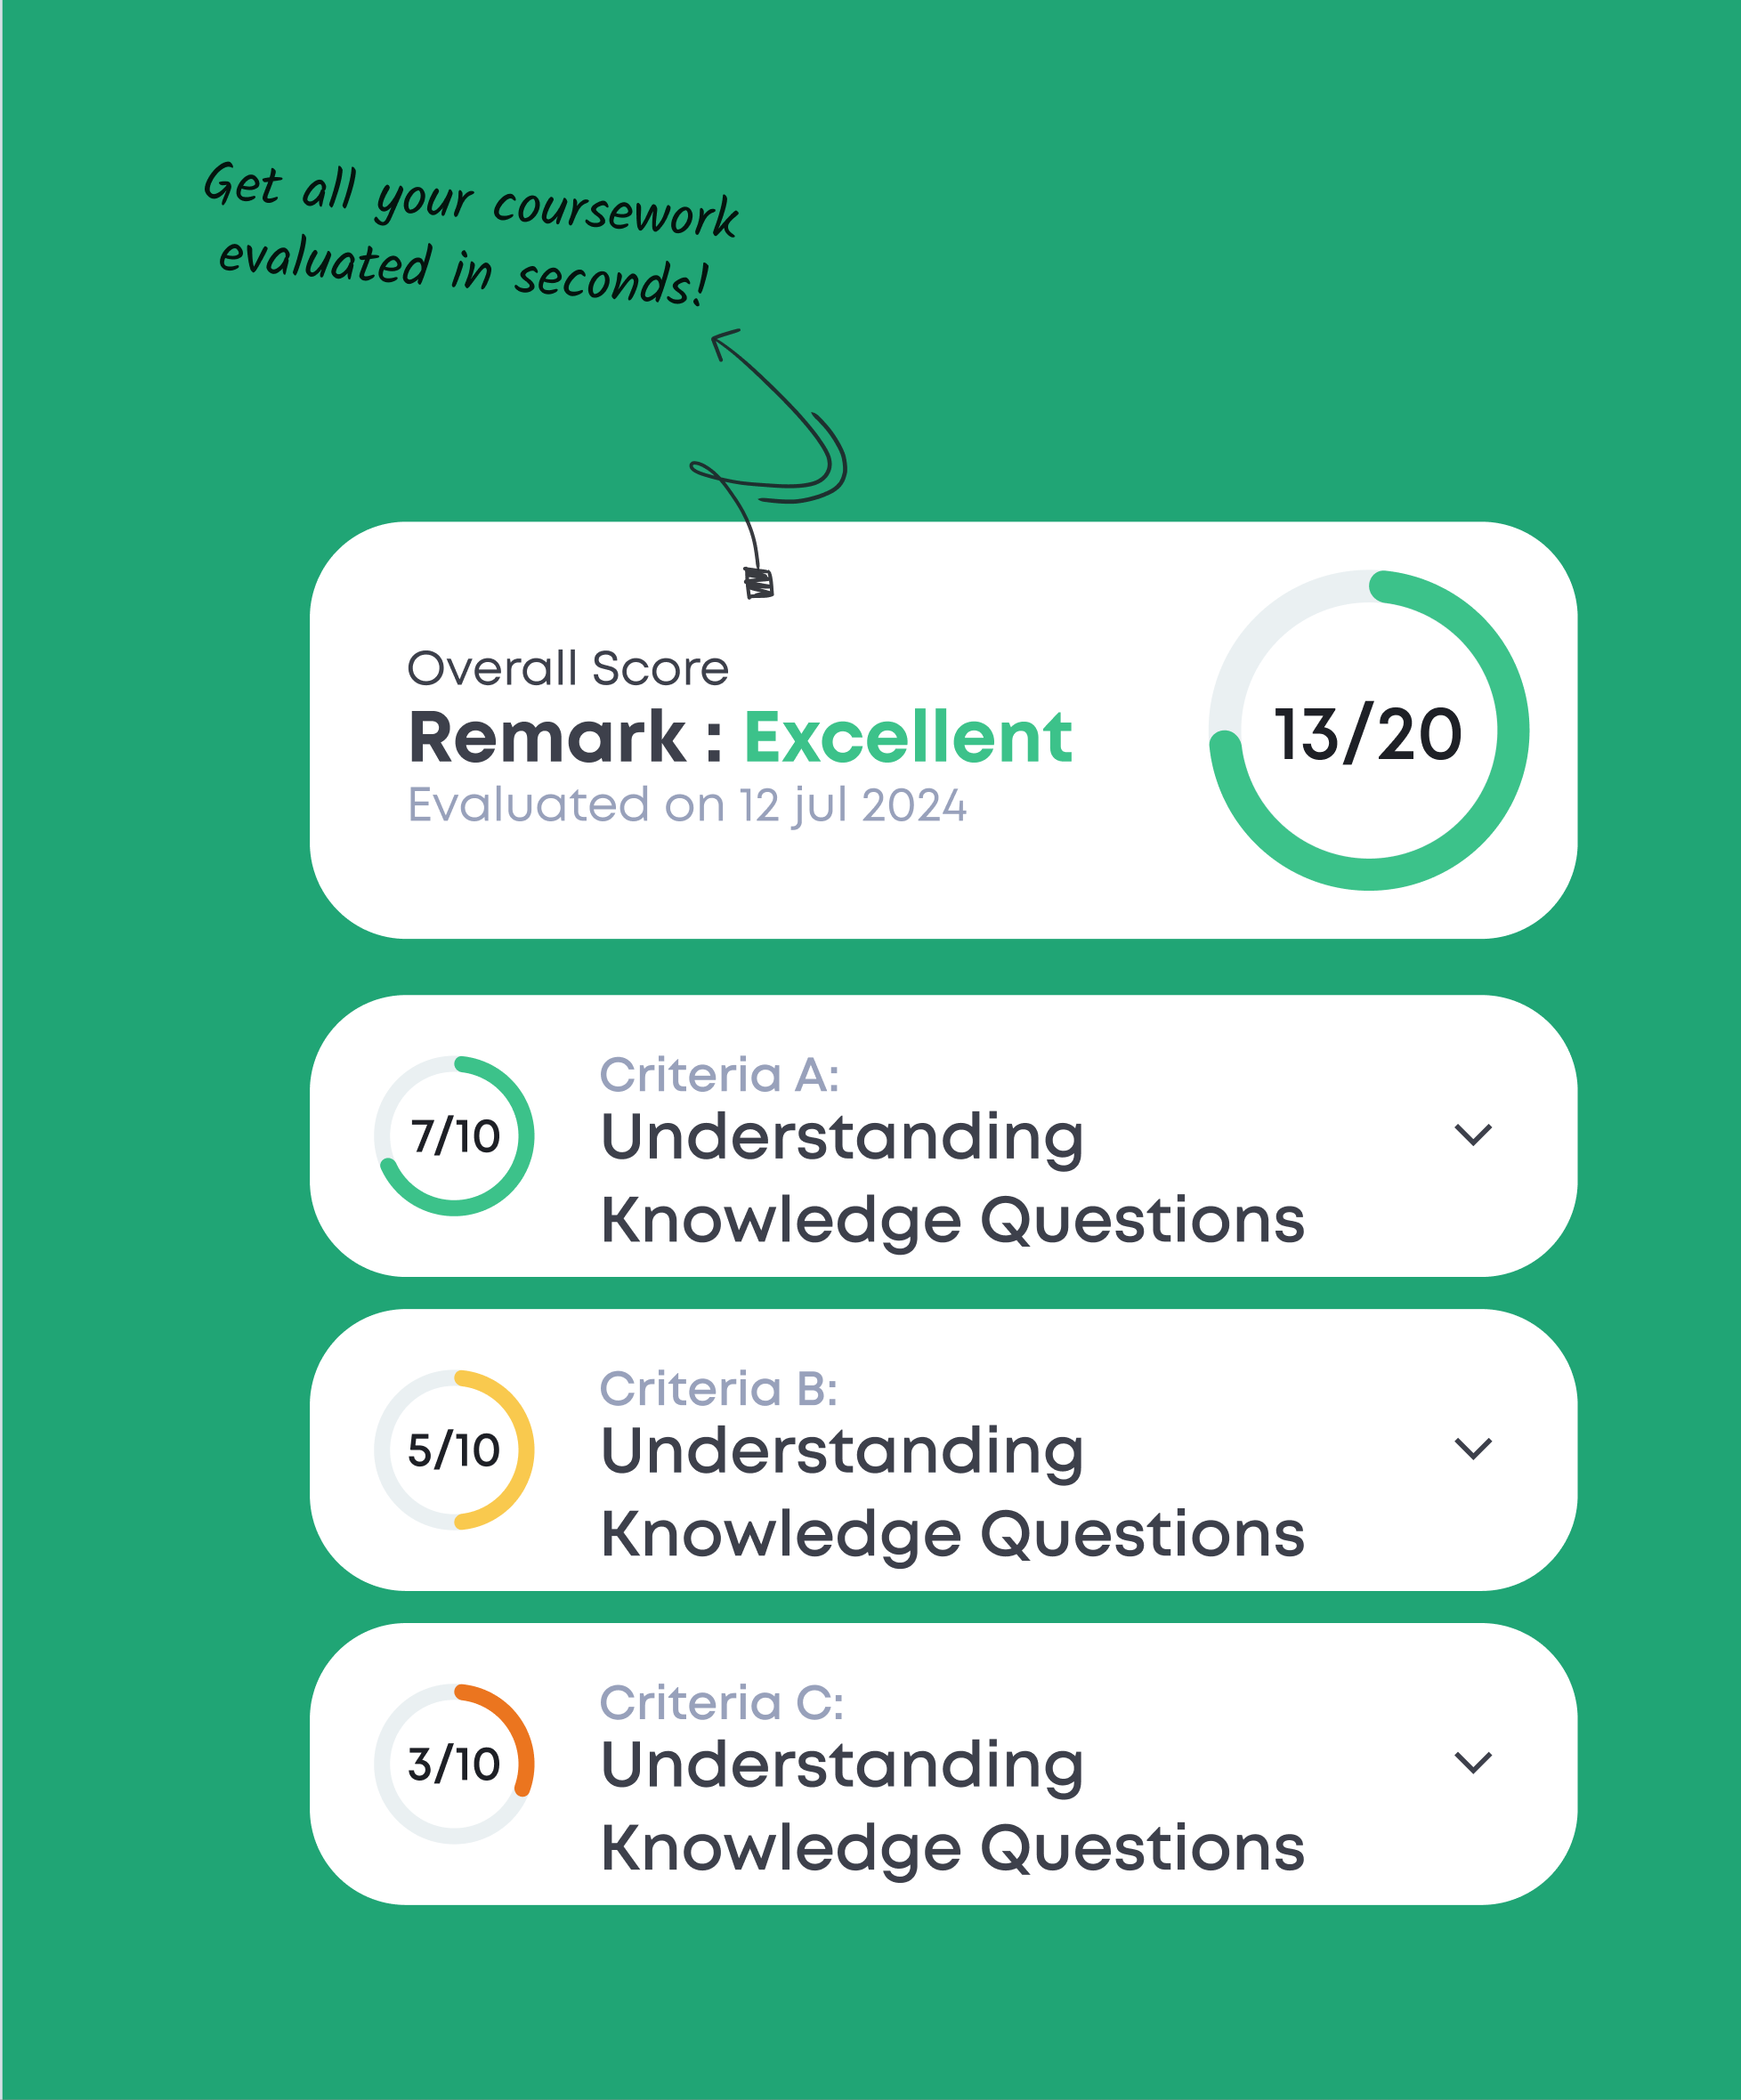 Get all your coursework
evaluated in seconds!
Overall Score
Remark : Excellent
Evaluated on 12 jul 2024
13/20
7/10
Criteria A:
Understanding
Knowledge Questions
5/10
Criteria B:
Understanding
Knowledge Questions
3/10
Criteria C:
Understanding
Knowledge Questions